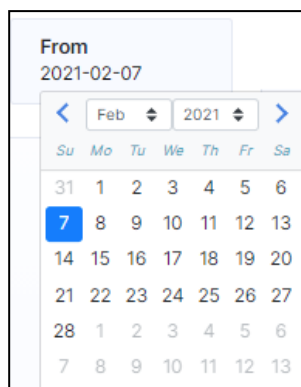 From
2021-02-07
Feb 2021
Su Mo Tu We Th Fr Sa
31 1 2 3 4 5 6
7 8 9 10 11 12 13
14 15 16 17 18 19 20
21 22 23 24 25 26 27
28 1 2 3 4 5 6
7 8 9 10 11 12 13